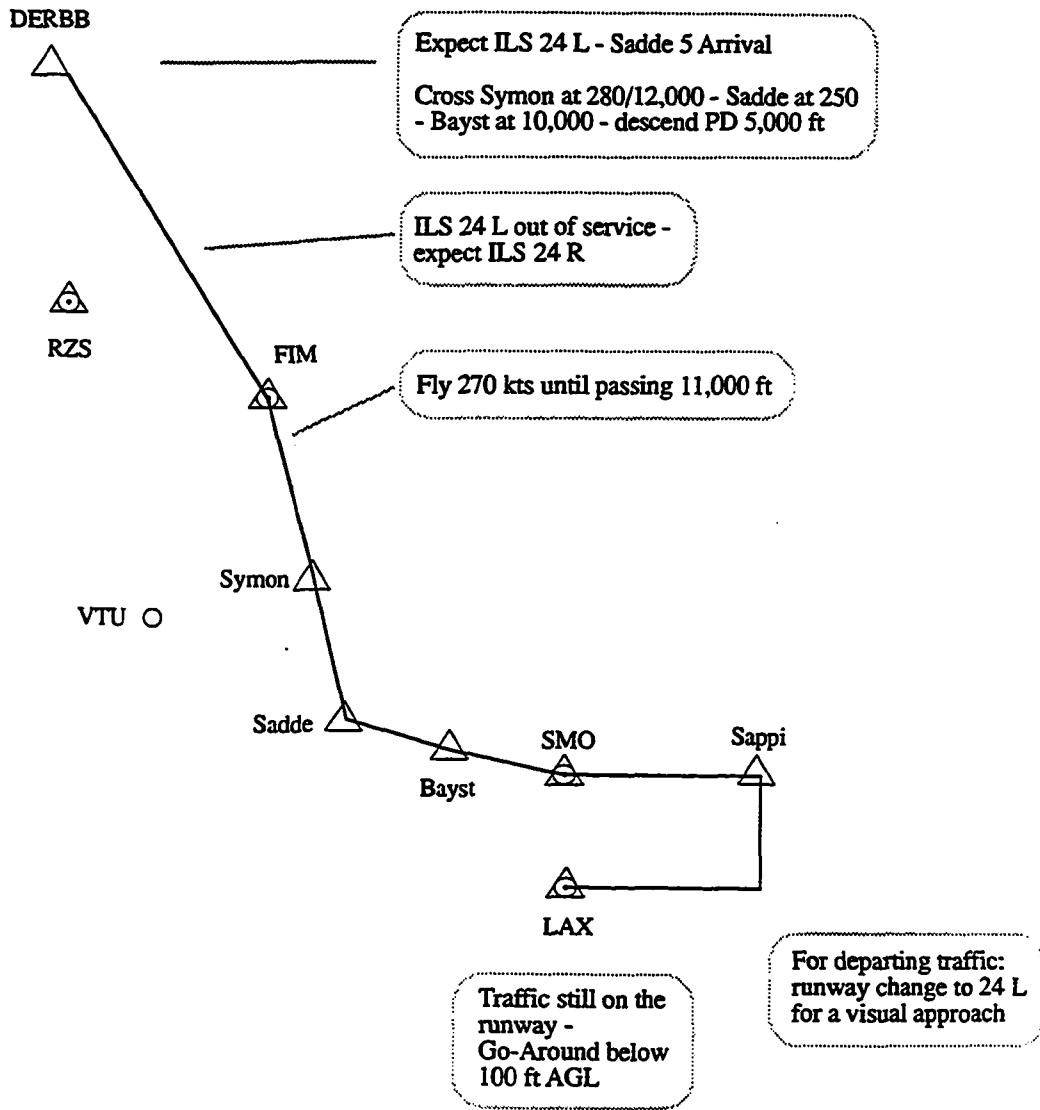 DERBB
Expect ILS 24 L - Sadde 5 Arrival
Cross Symon at 280/12,000 - Sadde at 250
- Bayst at 10,000 - descend PD 5,000 ft
ILS 24 L out of service -
expect ILS 24 R
RZS
FIM
Fly 270 kts until passing 11,000 ft
Symon
VTU
Sadde
SMO
Sappi
Bayst
LAX
For departing traffic:
runway change to 24 L
for a visual approach
Traffic still on the
runway -
Go-Around below
100 ft AGL